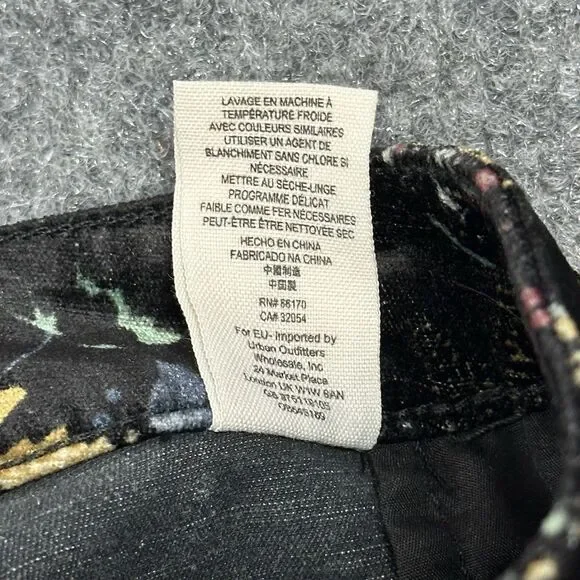 LAVAGE EN MACHINE À
TEMPÉRATURE FROIDE
AVEC COULEURS SIMILAIRES
UTILISER UN AGENT DE
BLANCHIMENT SANS CHLORE SI
NÉCESSAIRE
METTRE AU SÈCHE-LINGE
PROGRAMME DÉLICAT
FAIBLE COMME FER NÉCESSAIRES
PEUT-ÊTRE ÊTRE NETTOYÉE SEC
HECHO EN CHINA
FABRICADO NA CHINA
中國制造
中国製
RN# 66170
CA# 32054
For EU- Imported by
Urban Outfitters
Wholesale, Inc
24 Market Place
London UK W1W 8AN